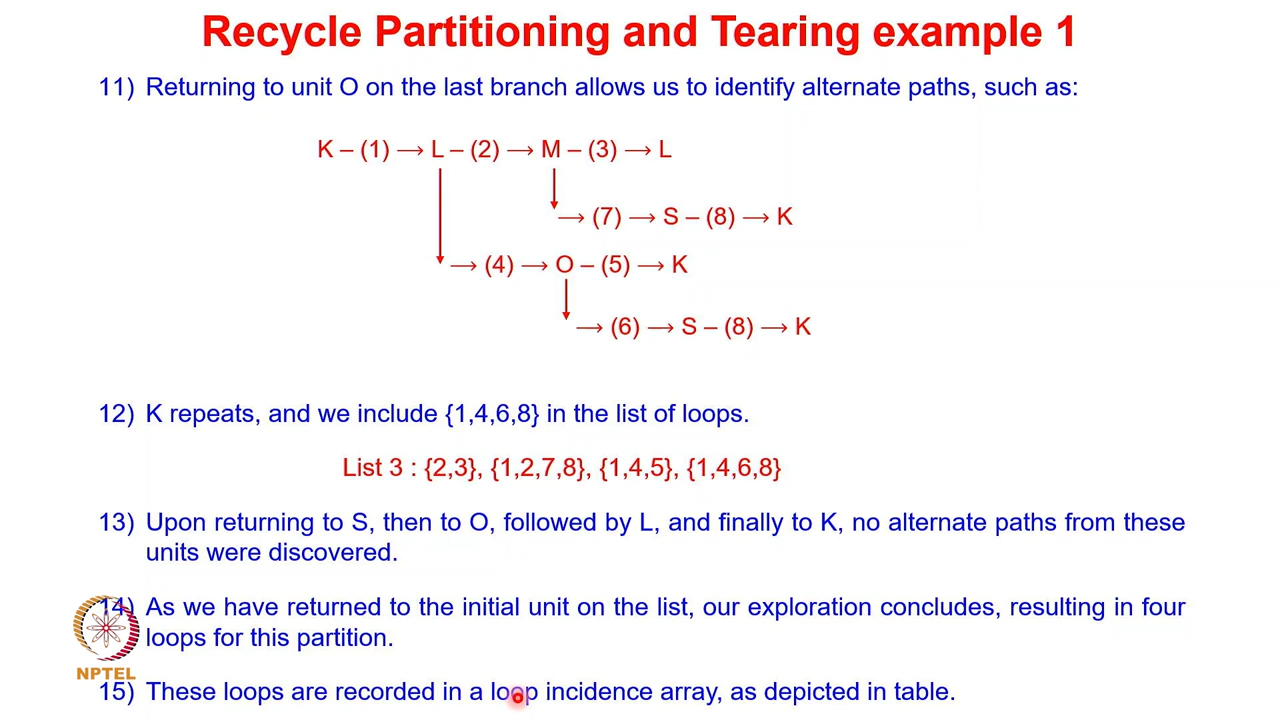 Recycle Partitioning and Tearing example 1
11) Returning to unit O on the last branch allows us to identify alternate paths, such as:
K – (1) → L – (2) → M – (3) → L
→ (7) → S – (8) → K
→ (4) → O – (5) → K
→ (6) → S – (8) → K
12) K repeats, and we include {1,4,6,8} in the list of loops.
List 3 : {2,3}, {1,2,7,8}, {1,4,5}, {1,4,6,8}
13) Upon returning to S, then to O, followed by L, and finally to K, no alternate paths from these
units were discovered.
14) As we have returned to the initial unit on the list, our exploration concludes, resulting in four
loops for this partition.
NPTEL
15) These loops are recorded in a loop incidence array, as depicted in table.